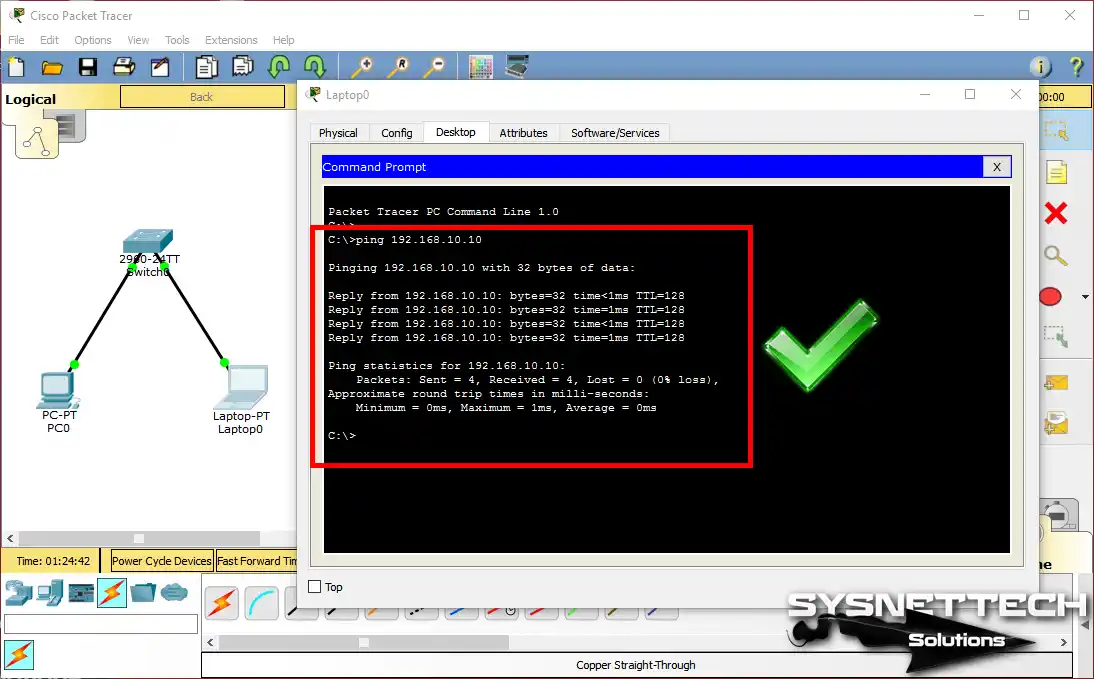 Cisco Packet Tracer
File Edit Options View Tools Extensions Help
Logical
Back
00:00
2960-24TT
Switch0
PC-PT
PC0
Laptop-PT
Laptop0
Laptop0
Physical Config Desktop Attributes Software/Services
Command Prompt
X
Packet Tracer PC Command Line 1.0
C:\>
C:\>ping 192.168.10.10
Pinging 192.168.10.10 with 32 bytes of data:
Reply from 192.168.10.10: bytes=32 time<1ms TTL=128
Reply from 192.168.10.10: bytes=32 time=1ms TTL=128
Reply from 192.168.10.10: bytes=32 time<1ms TTL=128
Reply from 192.168.10.10: bytes=32 time=1ms TTL=128
Ping statistics for 192.168.10.10:
Packets: Sent = 4, Received = 4, Lost = 0 (0% loss),
Approximate round trip times in milli-seconds:
Minimum = 0ms, Maximum = 1ms, Average = 0ms
C:\>
Top
Time: 01:24:42
Power Cycle Devices
Fast Forward Tim
me
Copper Straight-Through
SYSNETTECH
Solutions